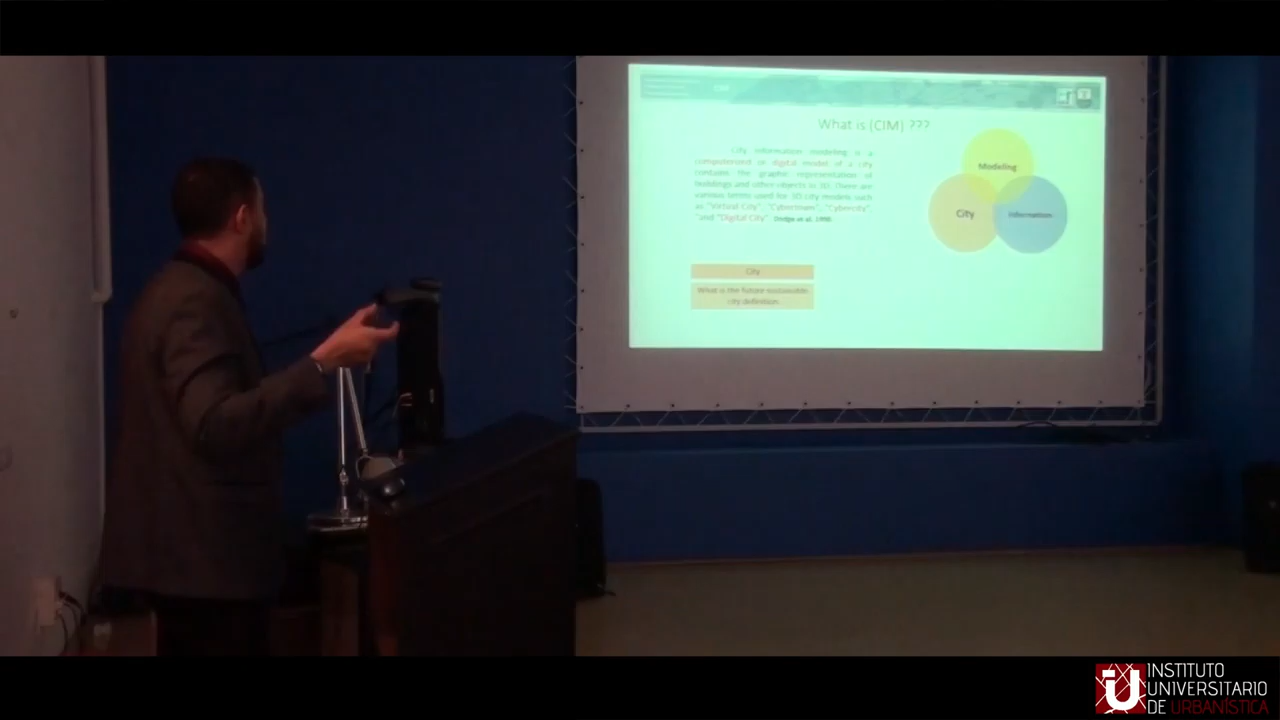 What is (CIM) ???
City information modeling is a
computerized or digital model of a city
contains the graphic representation of
buildings and other objects in 3D. There are
various terms used for 3D city models such
as "Virtual City", "Cybertown", "Cybercity",
"and "Digital City". Dodge et al. 1998
Modeling
City
Information
City
What is the future sustainable
city definition
INSTITUTO
UNIVERSITARIO
DE URBANÍSTICA